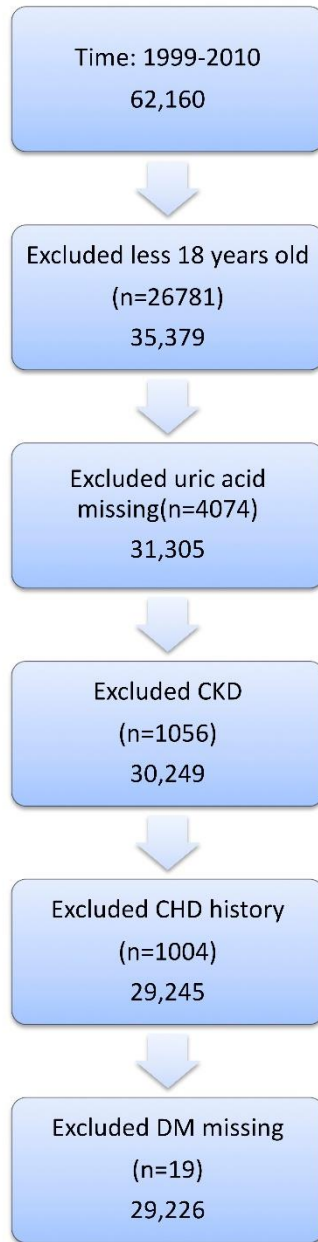 Time: 1999-2010
62,160
Excluded less 18 years old
(n=26781)
35,379
Excluded uric acid
missing(n=4074)
31,305
Excluded CKD
(n=1056)
30,249
Excluded CHD history
(n=1004)
29,245
Excluded DM missing
(n=19)
29,226